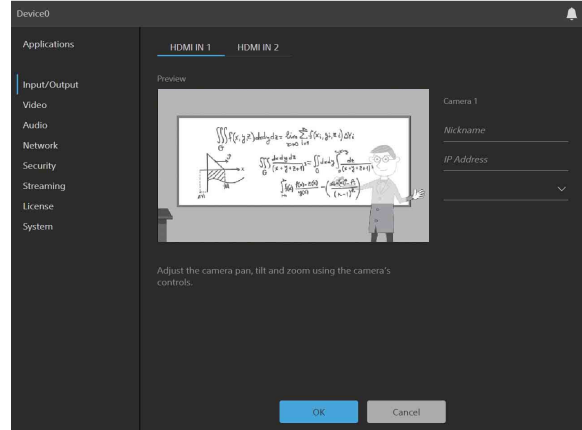 Device0
Applications
Input/Output
Video
Audio
Network
Security
Streaming
License
System
HDMI IN 1
HDMI IN 2
Preview
Adjust the camera pan, tilt and zoom using the camera's
controls.
Camera 1
Nickname
IP Address
OK
Cancel